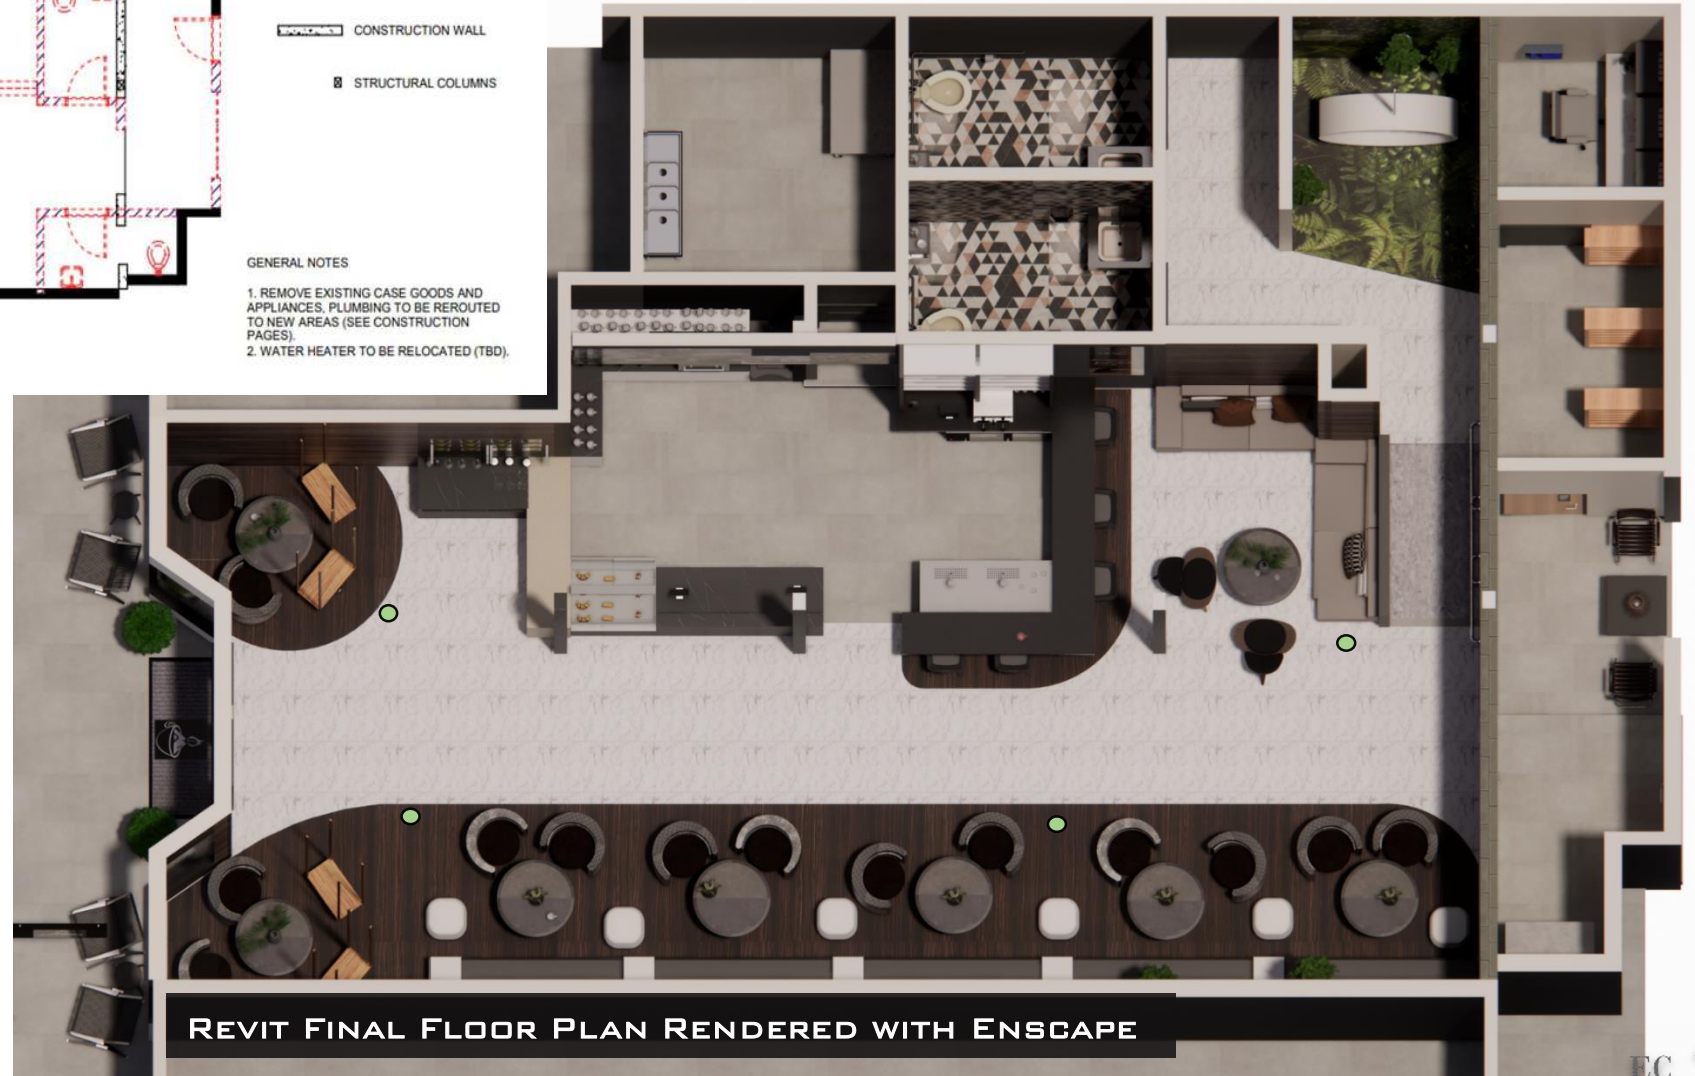 CONSTRUCTION WALL
STRUCTURAL COLUMNS
GENERAL NOTES
1. REMOVE EXISTING CASE GOODS AND
APPLIANCES, PLUMBING TO BE REROUTED
TO NEW AREAS (SEE CONSTRUCTION
PAGES).
2. WATER HEATER TO BE RELOCATED (TBD).
REVIT FINAL FLOOR PLAN RENDERED WITH ENSCAPE
EC